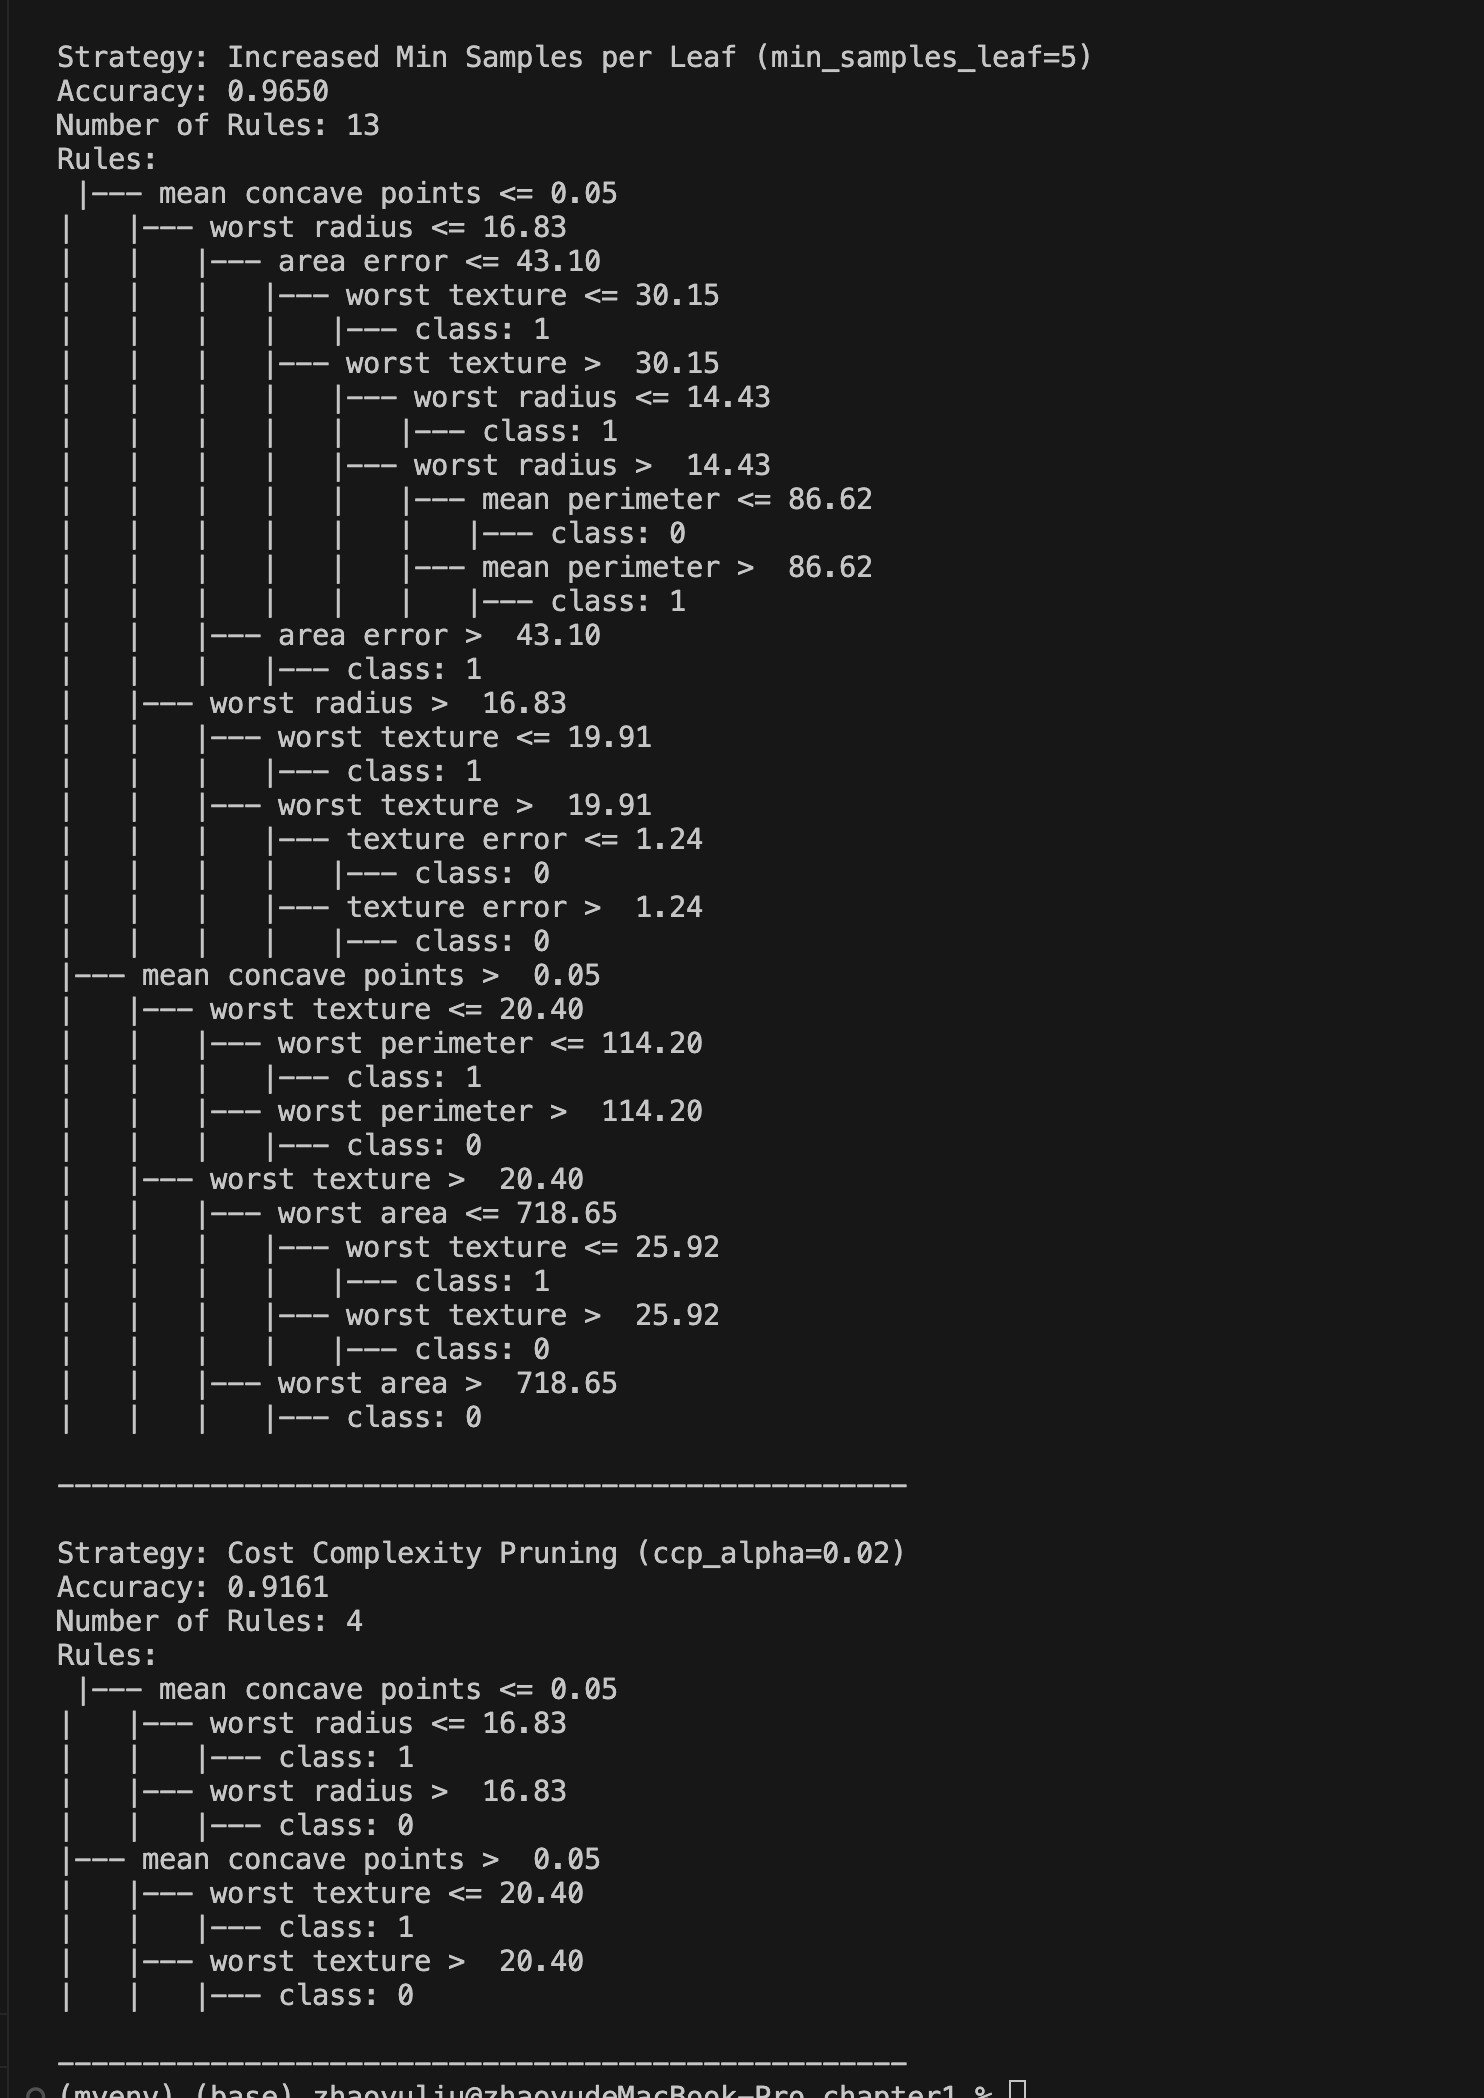 Strategy: Increased Min Samples per Leaf (min_samples_leaf=5)
Accuracy: 0.9650
Number of Rules: 13
Rules:
 |--- mean concave points <= 0.05
|   |--- worst radius <= 16.83
|   |   |--- area error <= 43.10
|   |   |   |--- worst texture <= 30.15
|   |   |   |   |--- class: 1
|   |   |   |--- worst texture >  30.15
|   |   |   |   |--- worst radius <= 14.43
|   |   |   |   |   |--- class: 1
|   |   |   |   |--- worst radius >  14.43
|   |   |   |   |   |--- mean perimeter <= 86.62
|   |   |   |   |   |   |--- class: 0
|   |   |   |   |   |--- mean perimeter >  86.62
|   |   |   |   |   |   |--- class: 1
|   |   |--- area error >  43.10
|   |   |   |--- class: 1
|   |--- worst radius >  16.83
|   |   |--- worst texture <= 19.91
|   |   |   |--- class: 1
|   |   |--- worst texture >  19.91
|   |   |   |--- texture error <= 1.24
|   |   |   |   |--- class: 0
|   |   |   |--- texture error >  1.24
|   |   |   |   |--- class: 0
|--- mean concave points >  0.05
|   |--- worst texture <= 20.40
|   |   |--- worst perimeter <= 114.20
|   |   |   |--- class: 1
|   |   |--- worst perimeter >  114.20
|   |   |   |--- class: 0
|   |--- worst texture >  20.40
|   |   |--- worst area <= 718.65
|   |   |   |--- worst texture <= 25.92
|   |   |   |   |--- class: 1
|   |   |   |--- worst texture >  25.92
|   |   |   |   |--- class: 0
|   |   |--- worst area >  718.65
|   |   |   |--- class: 0
--------------------------------------------------
Strategy: Cost Complexity Pruning (ccp_alpha=0.02)
Accuracy: 0.9161
Number of Rules: 4
Rules:
 |--- mean concave points <= 0.05
|   |--- worst radius <= 16.83
|   |   |--- class: 1
|   |--- worst radius >  16.83
|   |   |--- class: 0
|--- mean concave points >  0.05
|   |--- worst texture <= 20.40
|   |   |--- class: 1
|   |--- worst texture >  20.40
|   |   |--- class: 0
--------------------------------------------------
(myenv) (base) zhaoyuliu@zhaoyudeMacBook-Pro chapter1 %